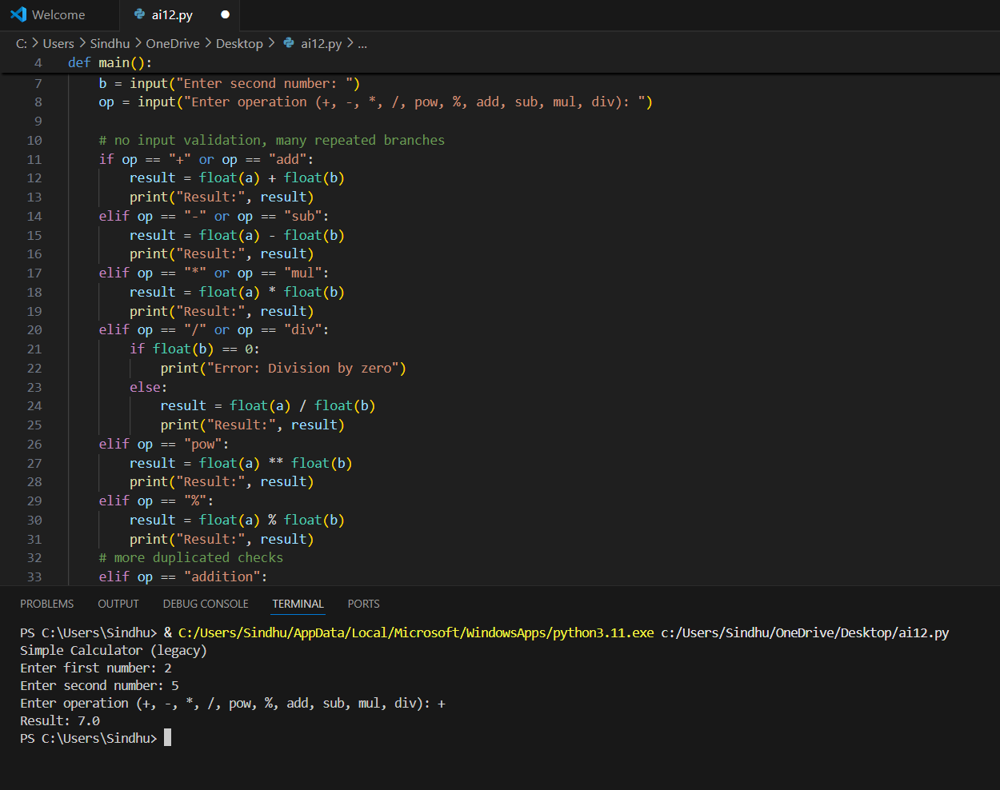 Welcome
ai12.py
C: > Users > Sindhu > OneDrive > Desktop > ai12.py > ...
4 def main():
7 b = input("Enter second number: ")
8 op = input("Enter operation (+, -, *, /, pow, %, add, sub, mul, div): ")
9
10 # no input validation, many repeated branches
11 if op == "+" or op == "add":
12 result = float(a) + float(b)
13 print("Result:", result)
14 elif op == "-" or op == "sub":
15 result = float(a) - float(b)
16 print("Result:", result)
17 elif op == "*" or op == "mul":
18 result = float(a) * float(b)
19 print("Result:", result)
20 elif op == "/" or op == "div":
21 if float(b) == 0:
22 print("Error: Division by zero")
23 else:
24 result = float(a) / float(b)
25 print("Result:", result)
26 elif op == "pow":
27 result = float(a) ** float(b)
28 print("Result:", result)
29 elif op == "%":
30 result = float(a) % float(b)
31 print("Result:", result)
32 # more duplicated checks
33 elif op == "addition":
PROBLEMS OUTPUT DEBUG CONSOLE TERMINAL PORTS
PS C:\Users\Sindhu> & C:/Users/Sindhu/AppData/Local/Microsoft/WindowsApps/python3.11.exe c:/Users/Sindhu/OneDrive/Desktop/ai12.py
Simple Calculator (legacy)
Enter first number: 2
Enter second number: 5
Enter operation (+, -, *, /, pow, %, add, sub, mul, div): +
Result: 7.0
PS C:\Users\Sindhu>